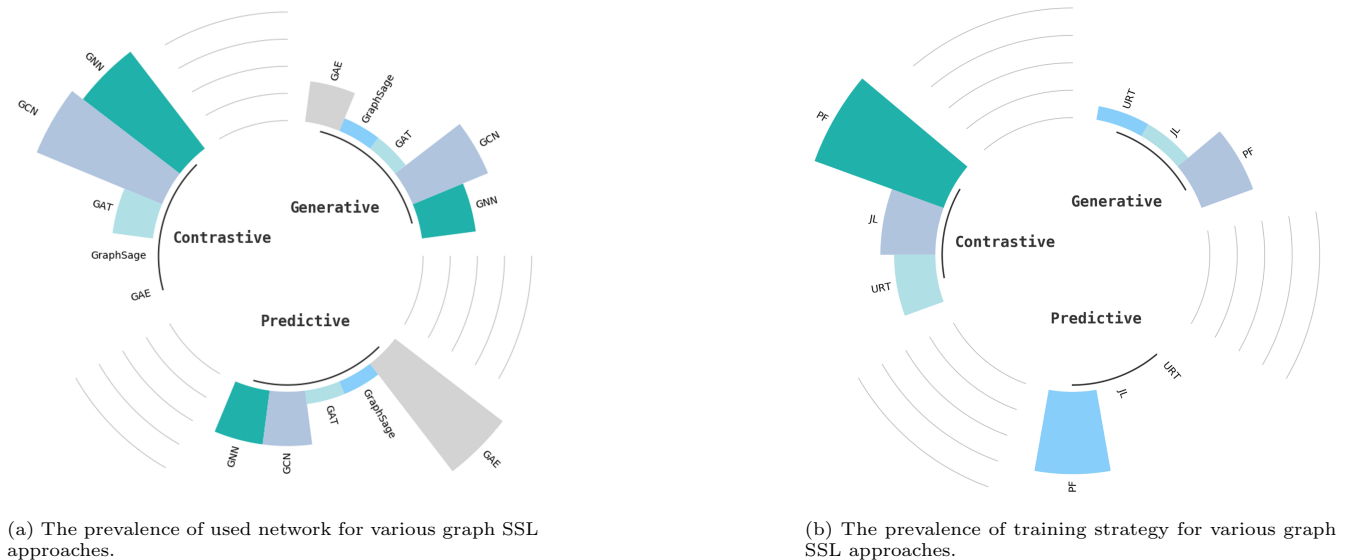 GAE
GraphSage
GAT
GCN
GNN
Generative
GNN
GCN
GAT
GraphSage
GAE
Contrastive
Predictive
GNN
GCN
GAT
GraphSage
GAE
(a) The prevalence of used network for various graph SSL
approaches.
URT
JL
PF
Generative
PF
JL
URT
Contrastive
Predictive
URT
JL
PF
(b) The prevalence of training strategy for various graph
SSL approaches.